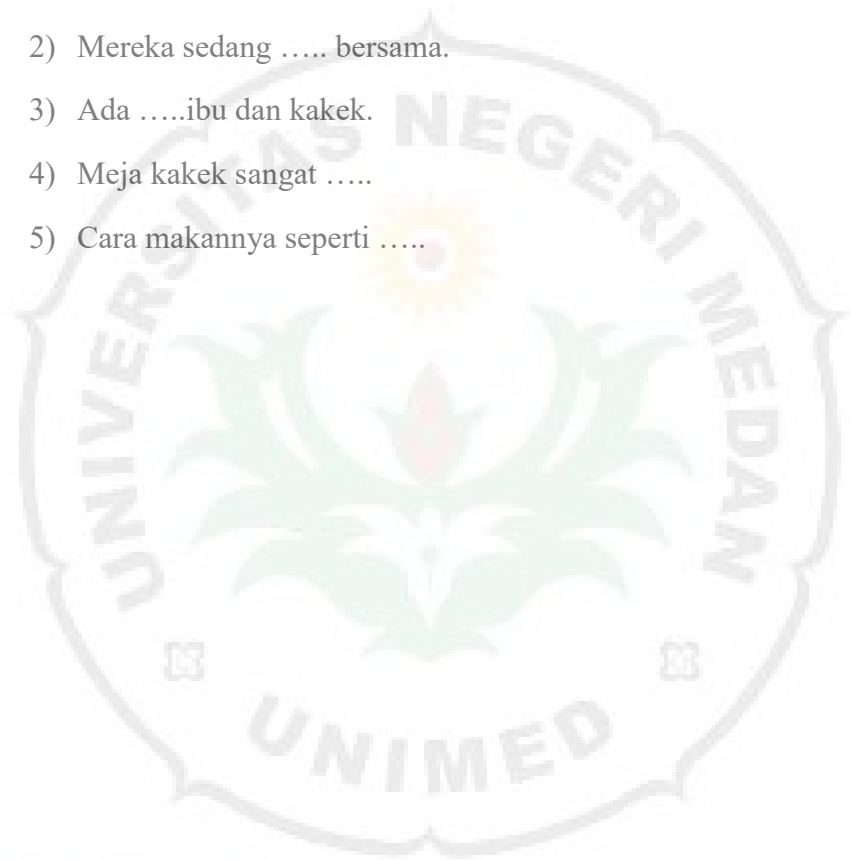 2) Mereka sedang ….. bersama.
3) Ada …..ibu dan kakek.
4) Meja kakek sangat …..
5) Cara makannya seperti …..
UNIVERSITAS NEGERI MEDAN
UNIMED